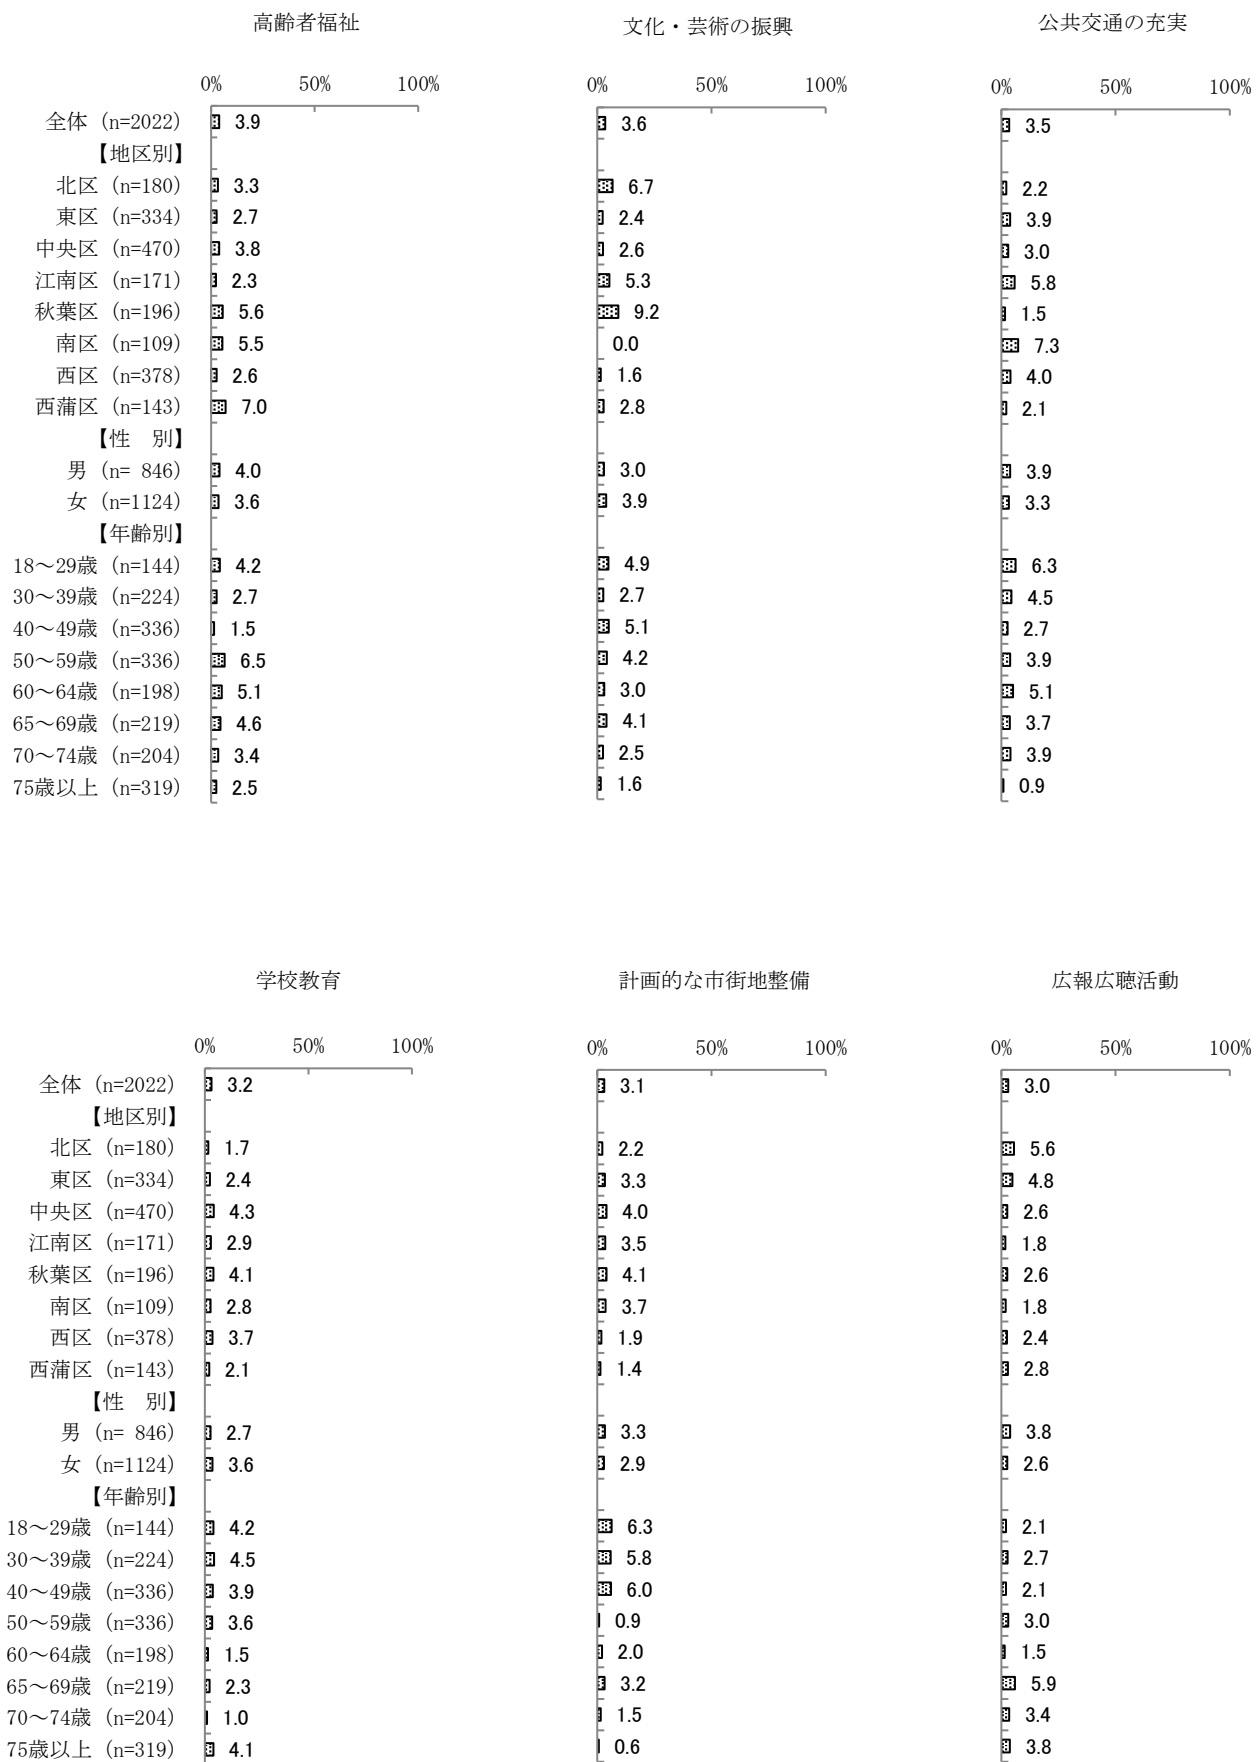 高齢者福祉 文化・芸術の振興 公共交通の充実
0% 50% 100% 0% 50% 100% 0% 50% 100%
全体 (n=2022) 3.9 3.6 3.5
【地区別】
北区 (n=180) 3.3 6.7 2.2
東区 (n=334) 2.7 2.4 3.9
中央区 (n=470) 3.8 2.6 3.0
江南区 (n=171) 2.3 5.3 5.8
秋葉区 (n=196) 5.6 9.2 1.5
南区 (n=109) 5.5 0.0 7.3
西区 (n=378) 2.6 1.6 4.0
西蒲区 (n=143) 7.0 2.8 2.1
【性　別】
男 (n= 846) 4.0 3.0 3.9
女 (n=1124) 3.6 3.9 3.3
【年齢別】
18～29歳 (n=144) 4.2 4.9 6.3
30～39歳 (n=224) 2.7 2.7 4.5
40～49歳 (n=336) 1.5 5.1 2.7
50～59歳 (n=336) 6.5 4.2 3.9
60～64歳 (n=198) 5.1 3.0 5.1
65～69歳 (n=219) 4.6 4.1 3.7
70～74歳 (n=204) 3.4 2.5 3.9
75歳以上 (n=319) 2.5 1.6 0.9
学校教育 計画的な市街地整備 広報広聴活動
0% 50% 100% 0% 50% 100% 0% 50% 100%
全体 (n=2022) 3.2 3.1 3.0
【地区別】
北区 (n=180) 1.7 2.2 5.6
東区 (n=334) 2.4 3.3 4.8
中央区 (n=470) 4.3 4.0 2.6
江南区 (n=171) 2.9 3.5 1.8
秋葉区 (n=196) 4.1 4.1 2.6
南区 (n=109) 2.8 3.7 1.8
西区 (n=378) 3.7 1.9 2.4
西蒲区 (n=143) 2.1 1.4 2.8
【性　別】
男 (n= 846) 2.7 3.3 3.8
女 (n=1124) 3.6 2.9 2.6
【年齢別】
18～29歳 (n=144) 4.2 6.3 2.1
30～39歳 (n=224) 4.5 5.8 2.7
40～49歳 (n=336) 3.9 6.0 2.1
50～59歳 (n=336) 3.6 0.9 3.0
60～64歳 (n=198) 1.5 2.0 1.5
65～69歳 (n=219) 2.3 3.2 5.9
70～74歳 (n=204) 1.0 1.5 3.4
75歳以上 (n=319) 4.1 0.6 3.8